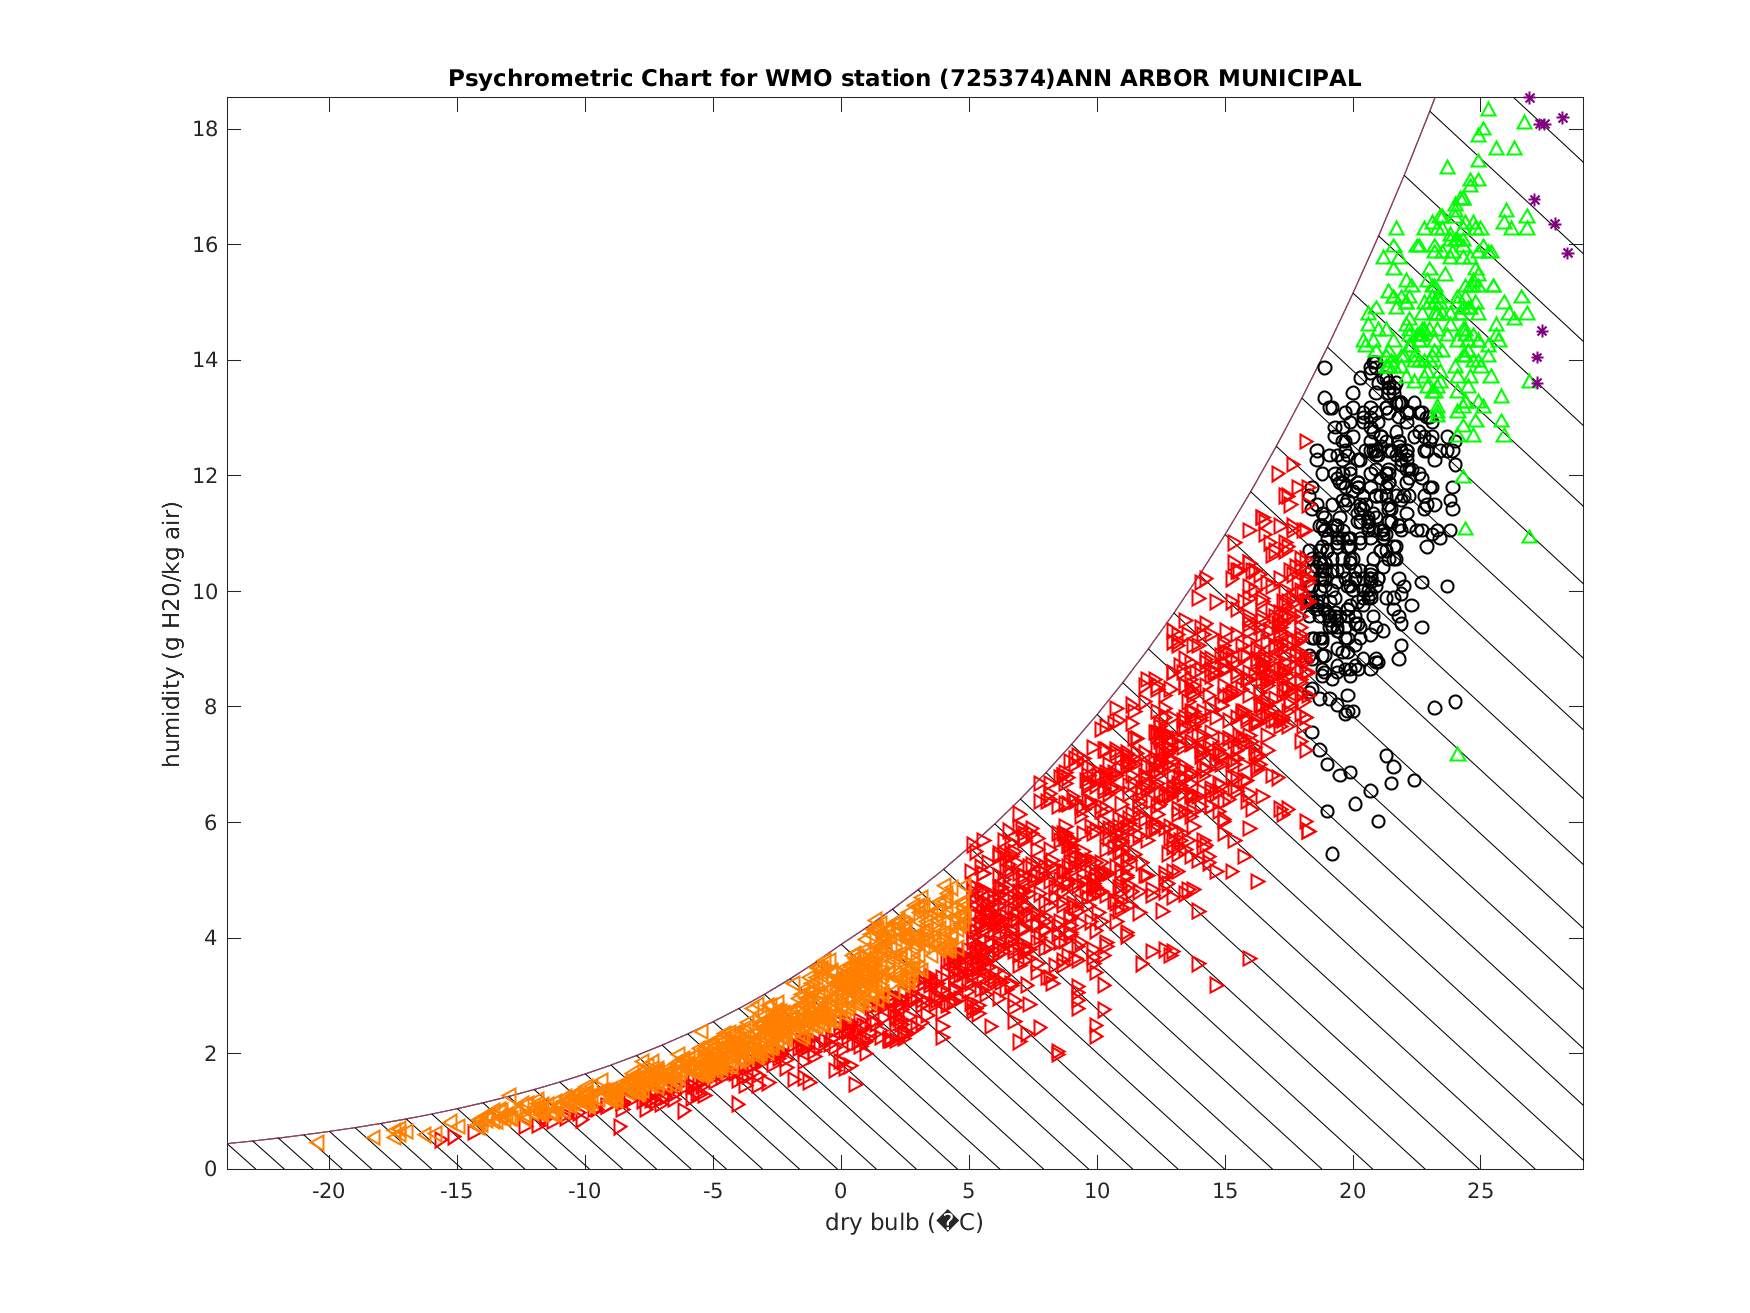 Psychrometric Chart for WMO station (725374)ANN ARBOR MUNICIPAL
18
16
14
12
10
8
6
4
2
0
humidity (g H20/kg air)
-20 -15 -10 -5 0 5 10 15 20 25
dry bulb (�C)